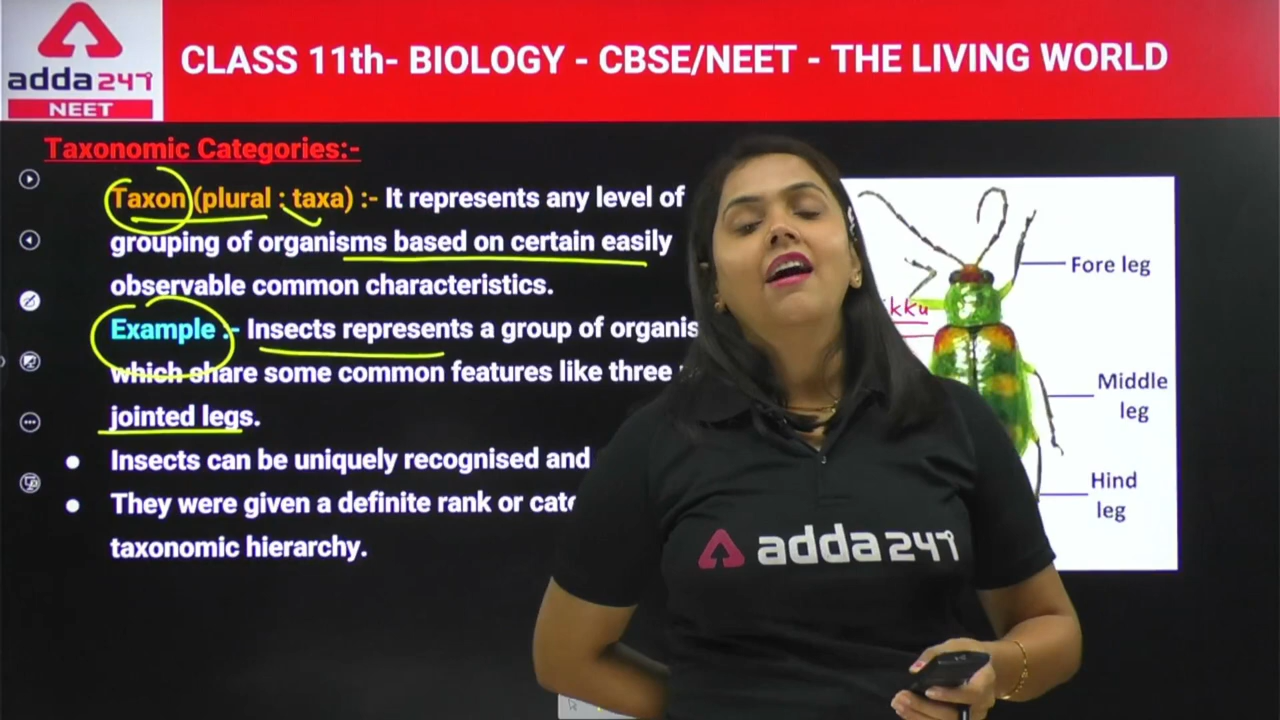 adda247
NEET
CLASS 11th- BIOLOGY - CBSE/NEET - THE LIVING WORLD
Taxonomic Categories:-
Taxon (plural : taxa) :- It represents any level of
grouping of organisms based on certain easily
observable common characteristics.
Example :- Insects represents a group of organis
which share some common features like three
jointed legs.
• Insects can be uniquely recognised and
• They were given a definite rank or cate
taxonomic hierarchy.
kku
Fore leg
Middle
leg
Hind
leg
adda247